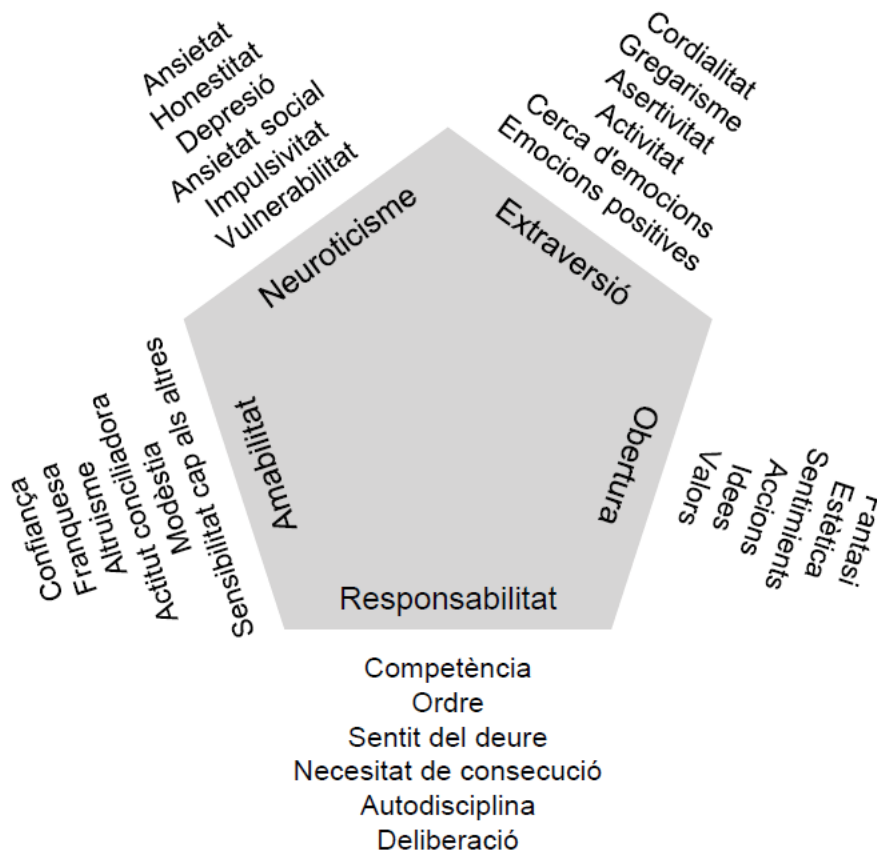 Ansietat
Honestitat
Depresió
Ansietat social
Impulsivitat
Vulnerabilitat
Neuroticisme
Cordialitat
Gregarisme
Asertivitat
Activitat
Cerca d'emocions
Emocions positives
Extraversió
Confiança
Franquesa
Altruisme
Actitut conciliadora
Modèstia
Sensibilitat cap als altres
Amabilitat
Obertura
Fantasi
Estètica
Sentimients
Accions
Idees
Valors
Responsabilitat
Competència
Ordre
Sentit del deure
Necesitat de consecució
Autodisciplina
Deliberació